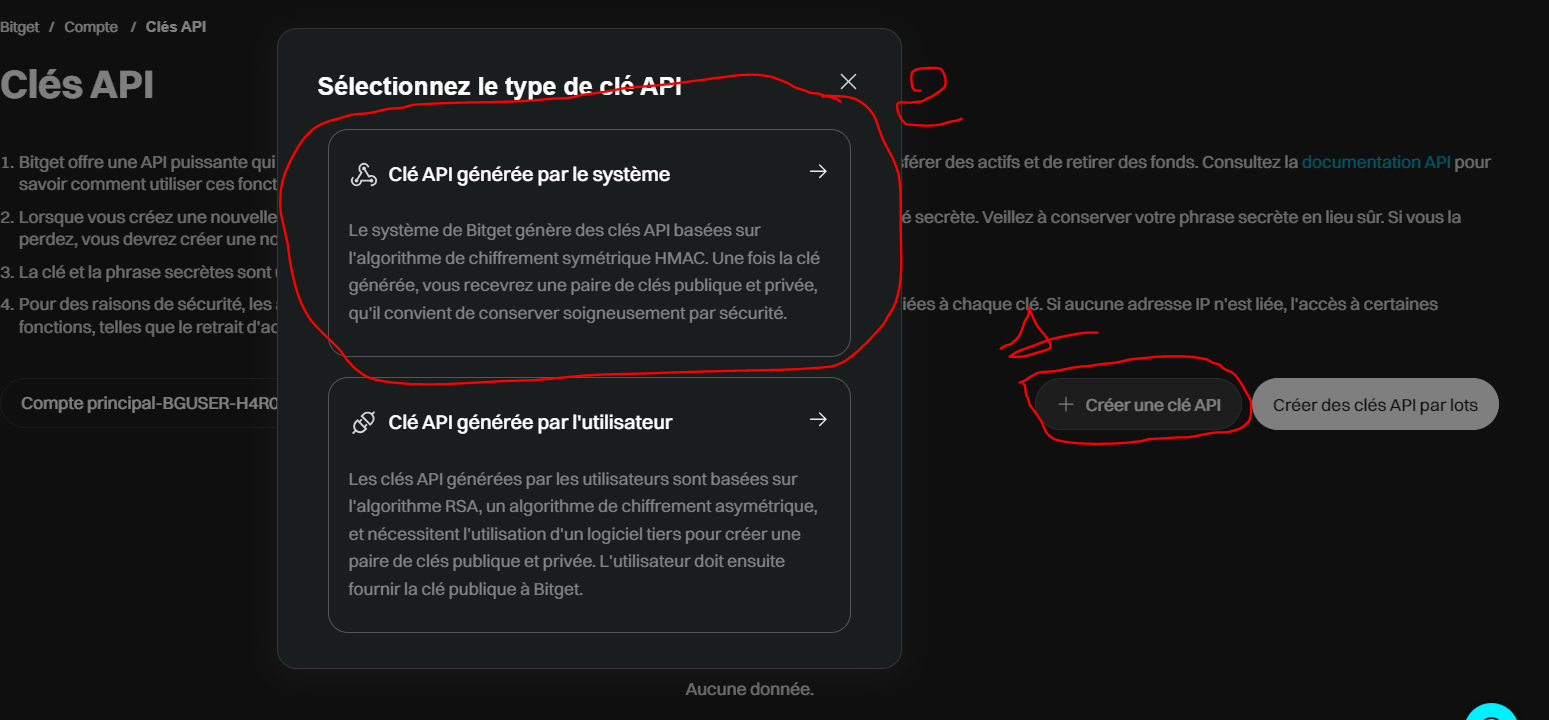 Bitget / Compte / Clés API
Clés API
Sélectionnez le type de clé API
2
1. Bitget offre une API puissante qui
férer des actifs et de retirer des fonds. Consultez la documentation API pour
savoir comment utiliser ces fonct
2. Lorsque vous créez une nouvelle
é secrète. Veillez à conserver votre phrase secrète en lieu sûr. Si vous la
perdez, vous devrez créer une no
3. La clé et la phrase secrètes sont
4. Pour des raisons de sécurité, les
iées à chaque clé. Si aucune adresse IP n'est liée, l'accès à certaines
fonctions, telles que le retrait d'ac
Clé API générée par le système
Le système de Bitget génère des clés API basées sur
l'algorithme de chiffrement symétrique HMAC. Une fois la clé
générée, vous recevrez une paire de clés publique et privée,
qu'il convient de conserver soigneusement par sécurité.
Compte principal-BGUSER-H4R0
+ Créer une clé API
Créer des clés API par lots
Clé API générée par l'utilisateur
Les clés API générées par les utilisateurs sont basées sur
l'algorithme RSA, un algorithme de chiffrement asymétrique,
et nécessitent l'utilisation d'un logiciel tiers pour créer une
paire de clés publique et privée. L'utilisateur doit ensuite
fournir la clé publique à Bitget.
Aucune donnée.